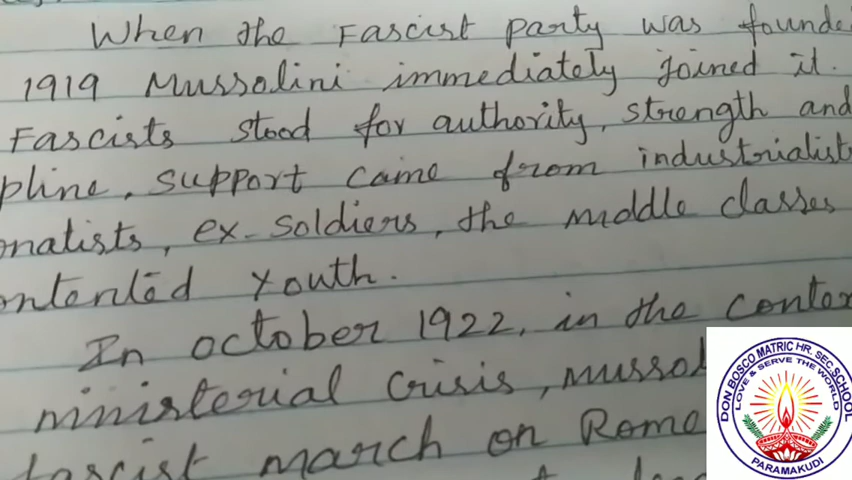 When the Fascist party was founde
1919 Mussolini immediately joined it.
Fascists stood for authority, strength and
pline. support came from industrialist
onalists, ex-soldiers, the middle classes
ontented Youth.
In october 1922, in the contex
ministerial crisis, Mussol
fascist march on Rome
DON BOSCO MATRIC HR. SEC. SCHOOL
LOVE & SERVE THE WORLD
PARAMAKUDI